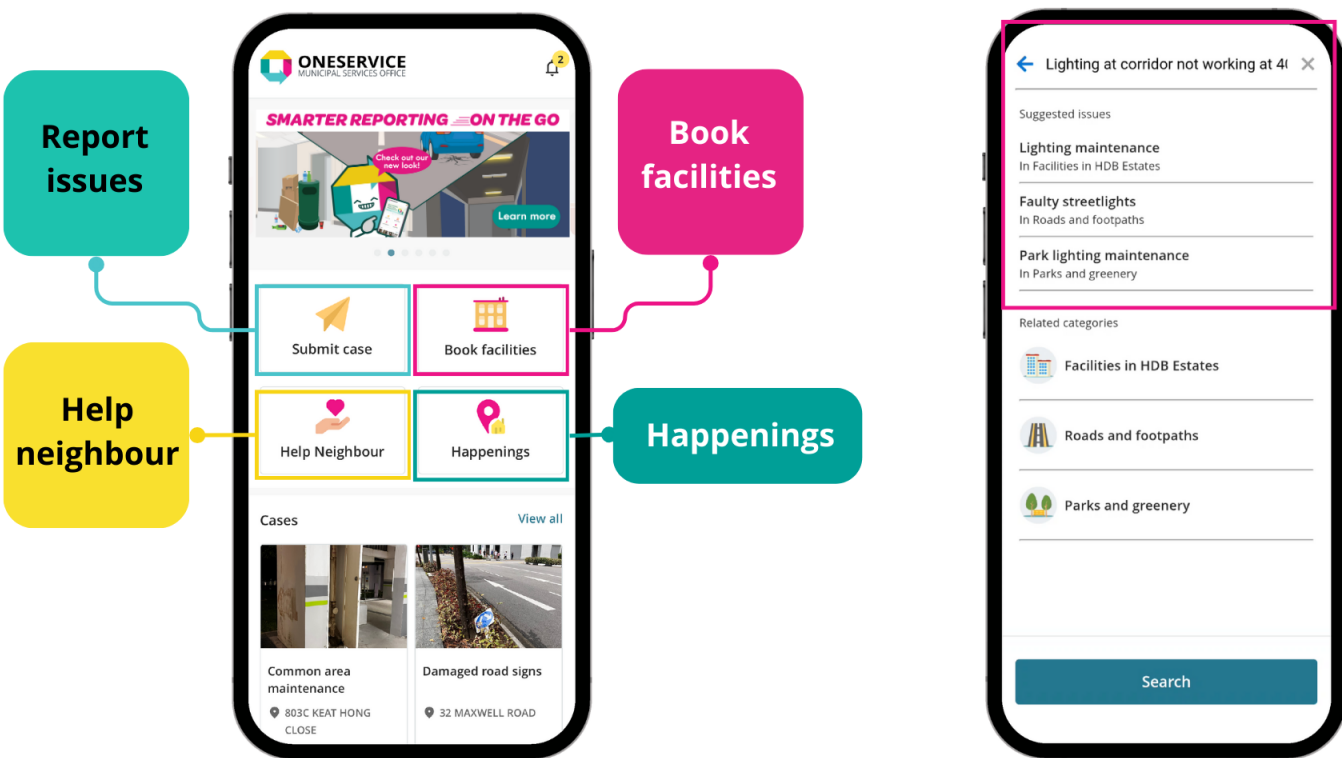 Report
issues
Help
neighbour
ONESERVICE
MUNICIPAL SERVICES OFFICE
2
SMARTER REPORTING ON THE GO
Check out our
new look!
Learn more
Submit case
Book facilities
Help Neighbour
Happenings
Cases
View all
Common area
maintenance
803C KEAT HONG
CLOSE
Damaged road signs
32 MAXWELL ROAD
Book
facilities
Happenings
Lighting at corridor not working at
Suggested issues
Lighting maintenance
In Facilities in HDB Estates
Faulty streetlights
In Roads and footpaths
Park lighting maintenance
In Parks and greenery
Related categories
Facilities in HDB Estates
Roads and footpaths
Parks and greenery
Search